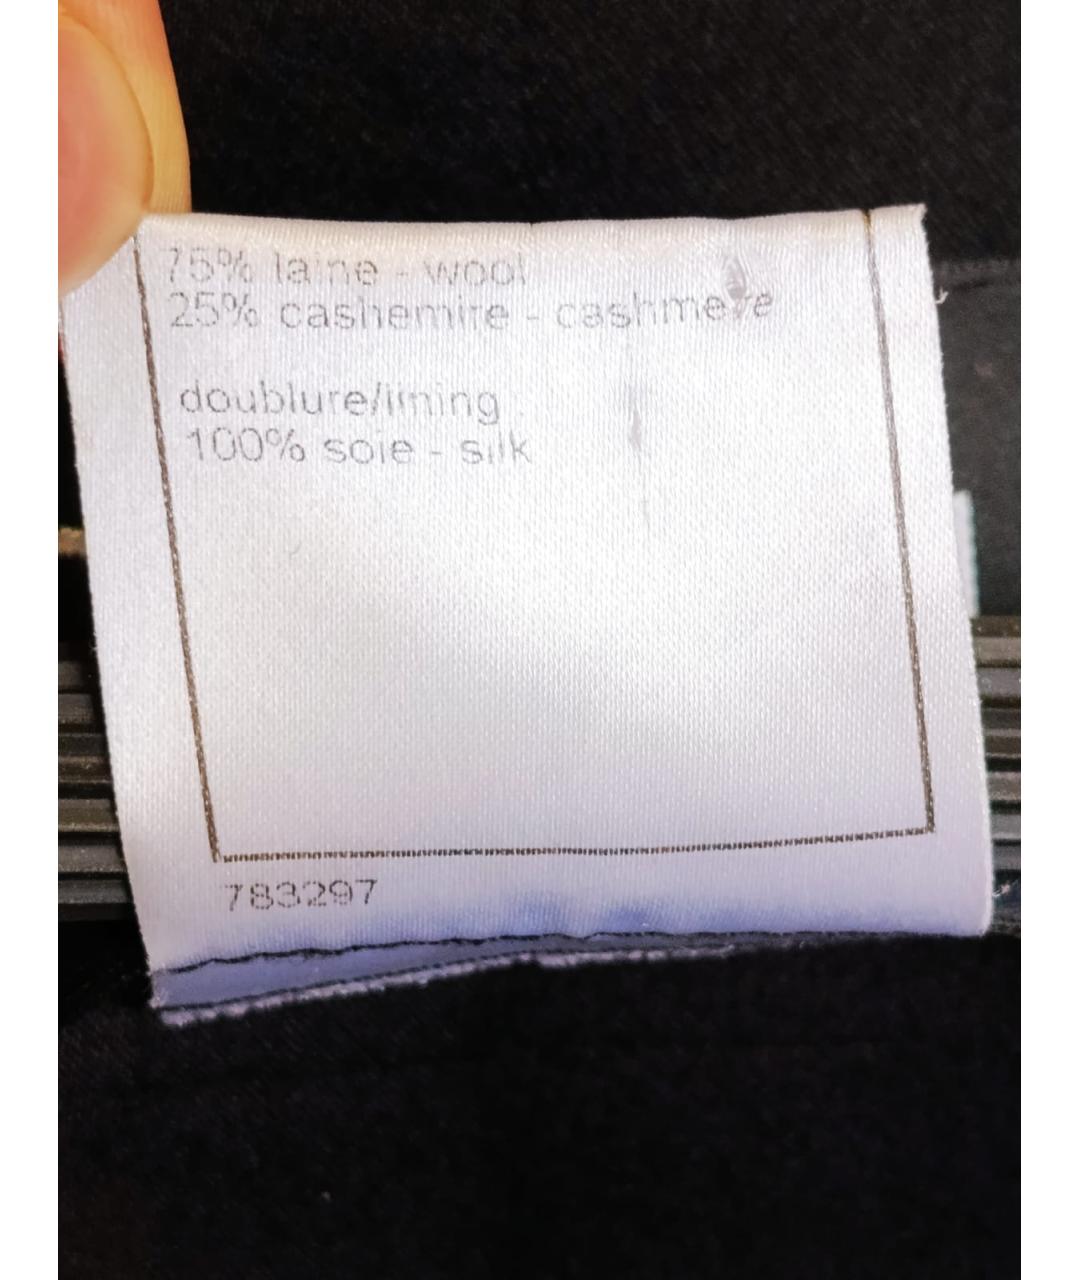 75% laine - wool
25% cashemire - cashmere
doublure/lining
100% soie - silk
783297